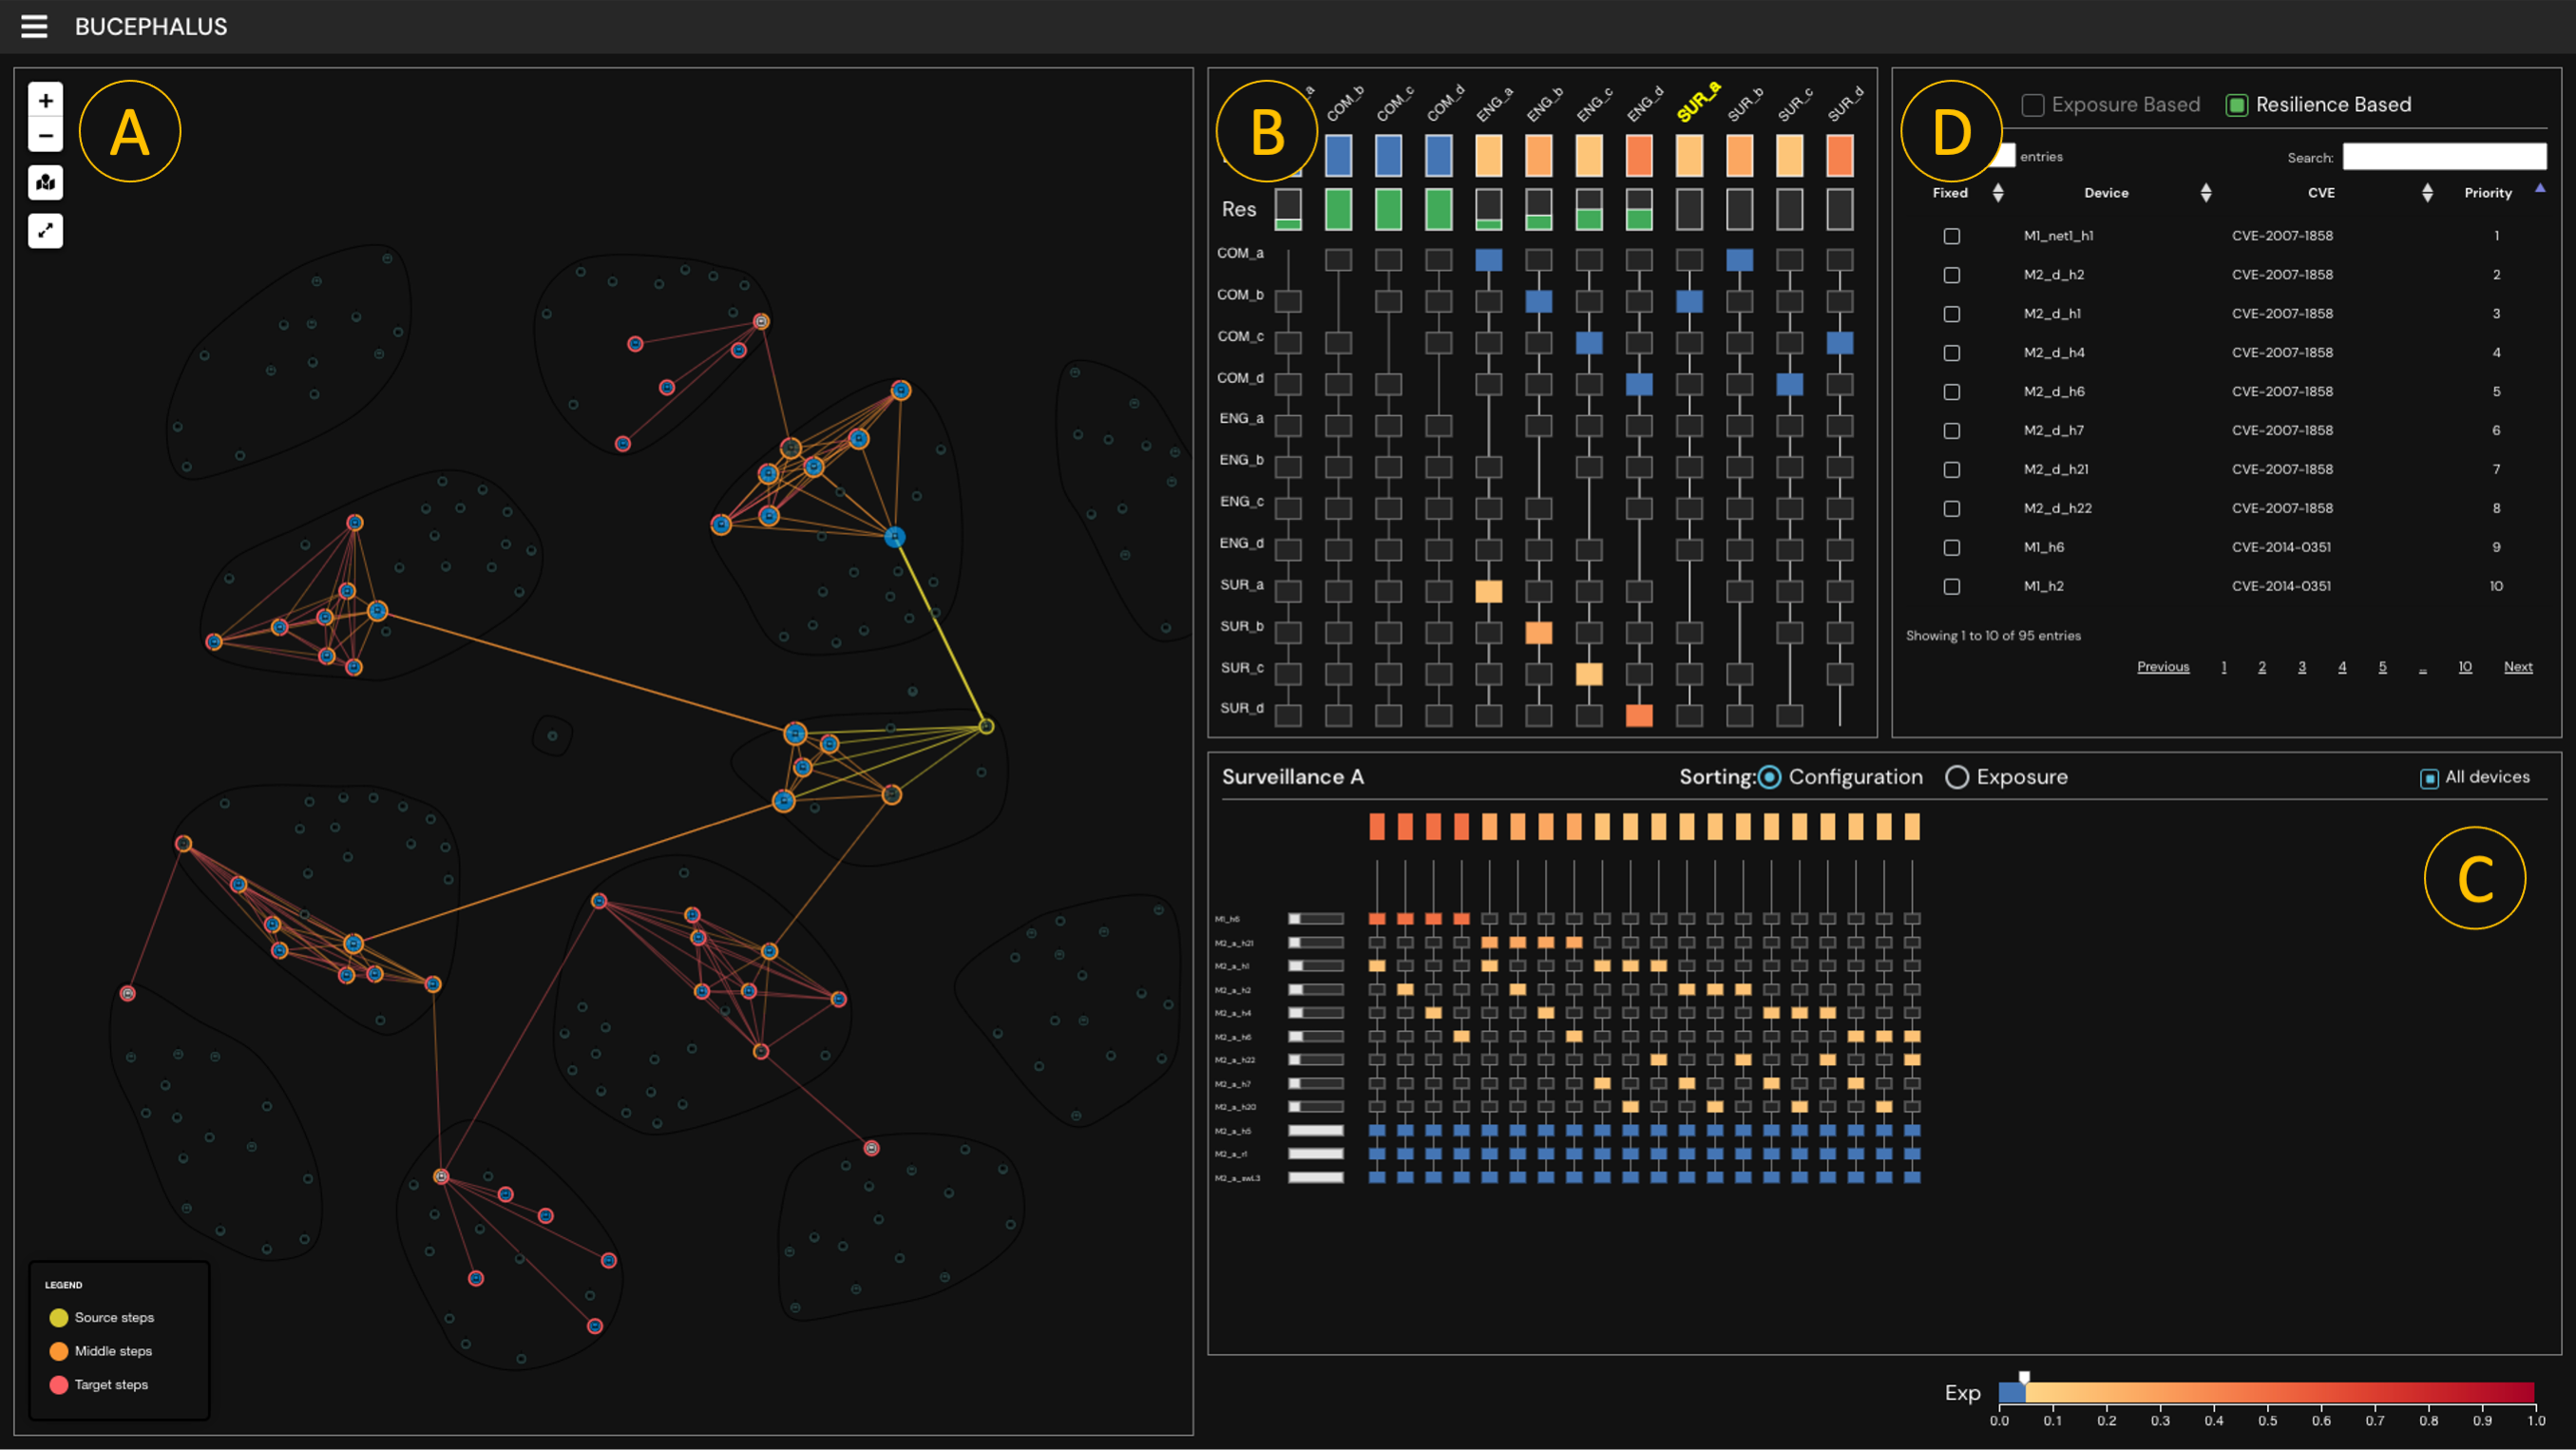 BUCEPHALUS
+
−
A
LEGEND
Source steps
Middle steps
Target steps
B
_a COM_b COM_c COM_d ENG_a ENG_b ENG_c ENG_d SUR_a SUR_b SUR_c SUR_d
Res
COM_a
COM_b
COM_c
COM_d
ENG_a
ENG_b
ENG_c
ENG_d
SUR_a
SUR_b
SUR_c
SUR_d
D
Exposure Based Resilience Based
entries Search:
Fixed Device CVE Priority
M1_net1_h1 CVE-2007-1858 1
M2_d_h2 CVE-2007-1858 2
M2_d_h1 CVE-2007-1858 3
M2_d_h4 CVE-2007-1858 4
M2_d_h6 CVE-2007-1858 5
M2_d_h7 CVE-2007-1858 6
M2_d_h21 CVE-2007-1858 7
M2_d_h22 CVE-2007-1858 8
M1_h6 CVE-2014-0351 9
M1_h2 CVE-2014-0351 10
Showing 1 to 10 of 95 entries
Previous 1 2 3 4 5 … 10 Next
Surveillance A Sorting: Configuration Exposure All devices
C
M1_h6
M2_a_h21
M2_a_h1
M2_a_h2
M2_a_h4
M2_a_h6
M2_a_h22
M2_a_h7
M2_a_h20
M2_a_h5
M2_a_r1
M2_a_swL3
Exp
0.0 0.1 0.2 0.3 0.4 0.5 0.6 0.7 0.8 0.9 1.0